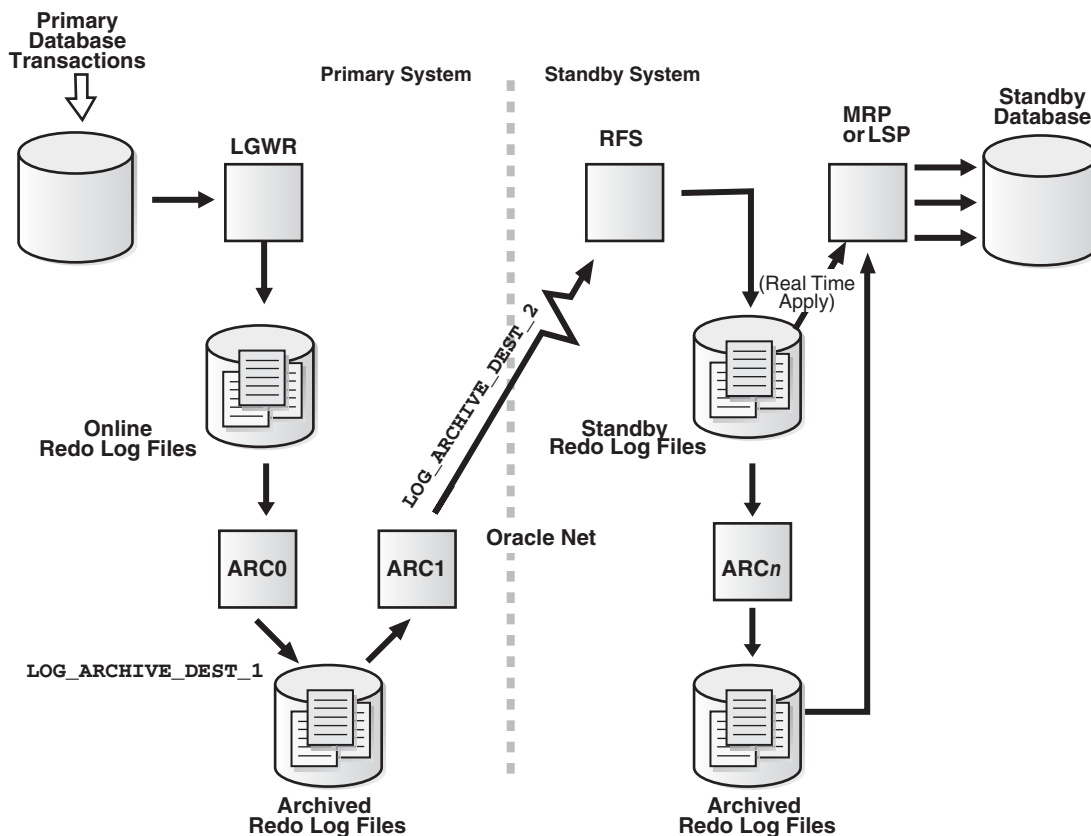 Primary
Database
Transactions
Primary System
Standby System
LGWR
RFS
MRP
or LSP
Standby
Database
(Real Time
Apply)
LOG_ARCHIVE_DEST_2
Online
Redo Log Files
Standby
Redo Log Files
Oracle Net
ARC0
ARC1
ARCn
LOG_ARCHIVE_DEST_1
Archived
Redo Log Files
Archived
Redo Log Files